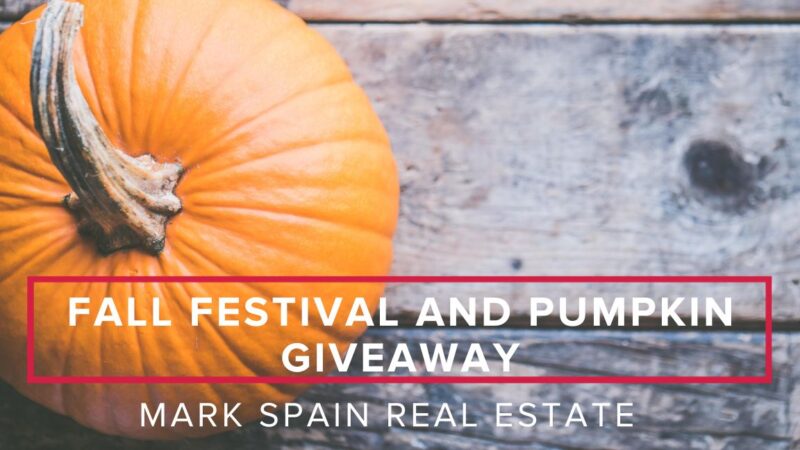 FALL FESTIVAL AND PUMPKIN
GIVEAWAY
MARK SPAIN REAL ESTATE